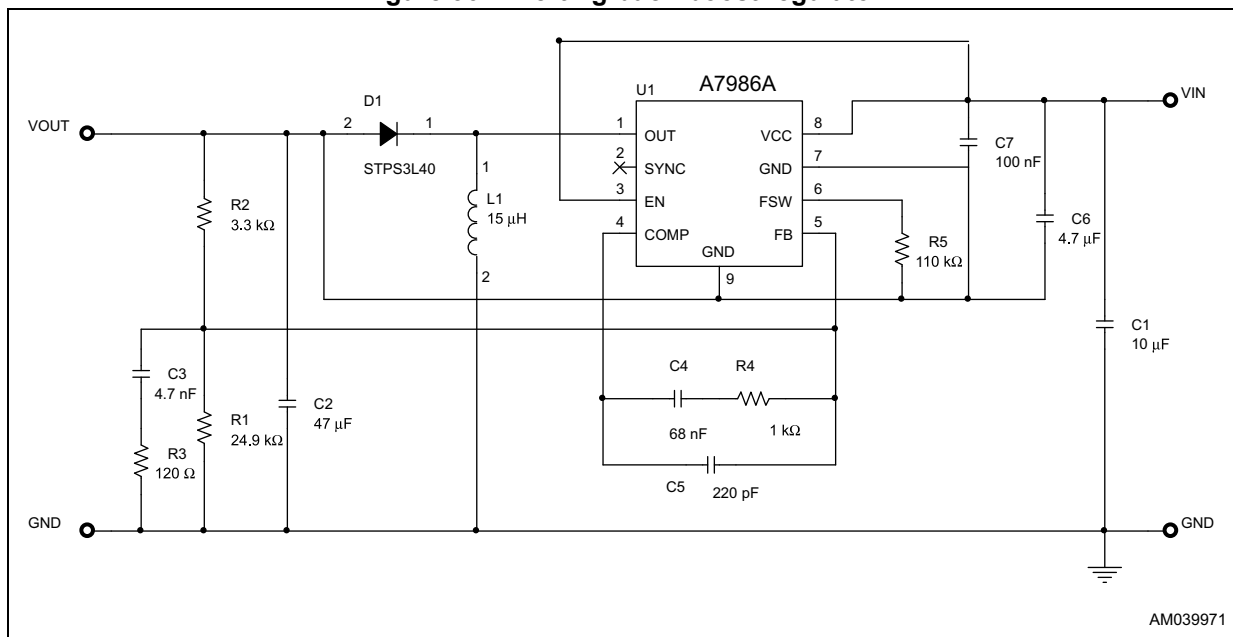 A7986A
U1
D1
VOUT
VIN
2
1
STPS3L40
1
OUT
VCC
8
2
SYNC
GND
7
3
EN
FSW
6
4
COMP
FB
5
GND
9
C7
100 nF
C6
4.7 µF
1
L1
15 µH
2
R2
3.3 kΩ
R5
110 kΩ
C1
10 µF
C3
4.7 nF
C4
R4
68 nF
1 kΩ
R1
24.9 kΩ
C2
47 µF
R3
120 Ω
C5
220 pF
GND
GND
AM039971